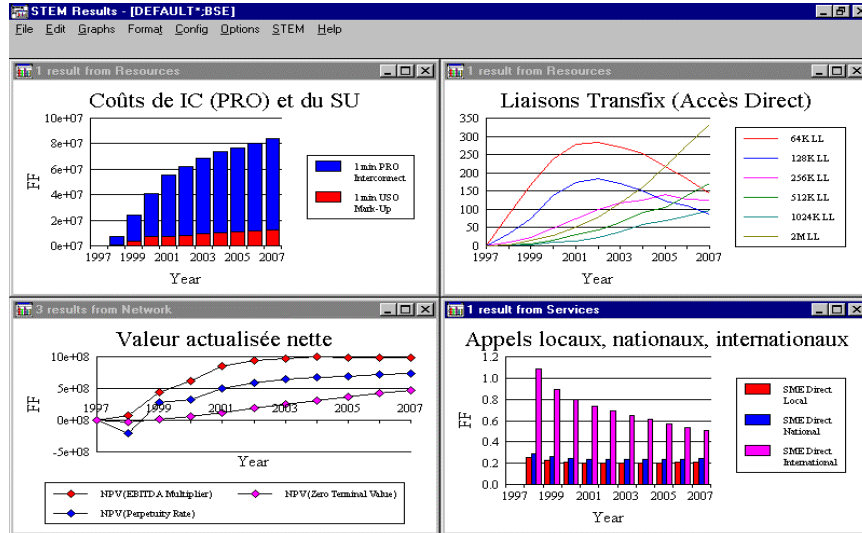 STEM Results - [DEFAULT*;BSE]
File Edit Graphs Format Config Options STEM Help
1 result from Resources
Coûts de IC (PRO) et du SU
10e+07
8e+07
6e+07
4e+07
2e+07
0e+07
FF
1997 1999 2001 2003 2005 2007
Year
1 min PRO
Interconnect
1 min USO
Mark-Up
1 result from Resources
Liaisons Transfix (Accès Direct)
350
300
250
200
150
100
50
0
FF
1997 1999 2001 2003 2005 2007
Year
64K LL
128K LL
256K LL
512K LL
1024K LL
2M LL
3 results from Network
Valeur actualisée nette
10e+08
5e+08
0e+08
-5e+08
FF
1997 1999 2001 2003 2005 2007
Year
NPV(EBITDA Multiplier)
NPV(Zero Terminal Value)
NPV(Perpetuity Rate)
1 result from Services
Appels locaux, nationaux, internationaux
1.2
1.0
0.8
0.6
0.4
0.2
0.0
FF
1997 1999 2001 2003 2005 2007
Year
SME Direct
Local
SME Direct
National
SME Direct
International